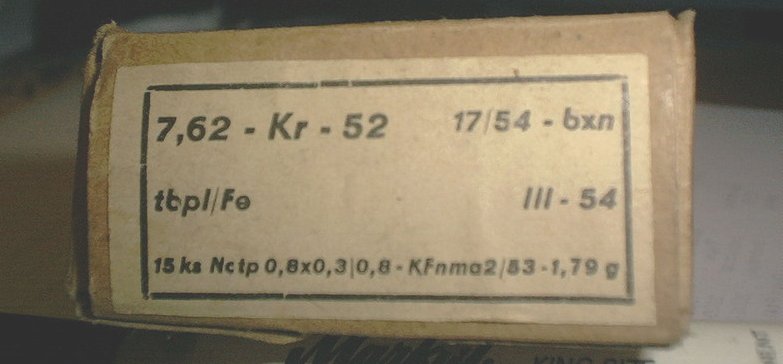 7,62 - Kr - 52 17/54 - bxn
tbpl/Fe III - 54
15 ks Nctp 0,8x0,3|0,8 - KFnma2/53 - 1,79 g